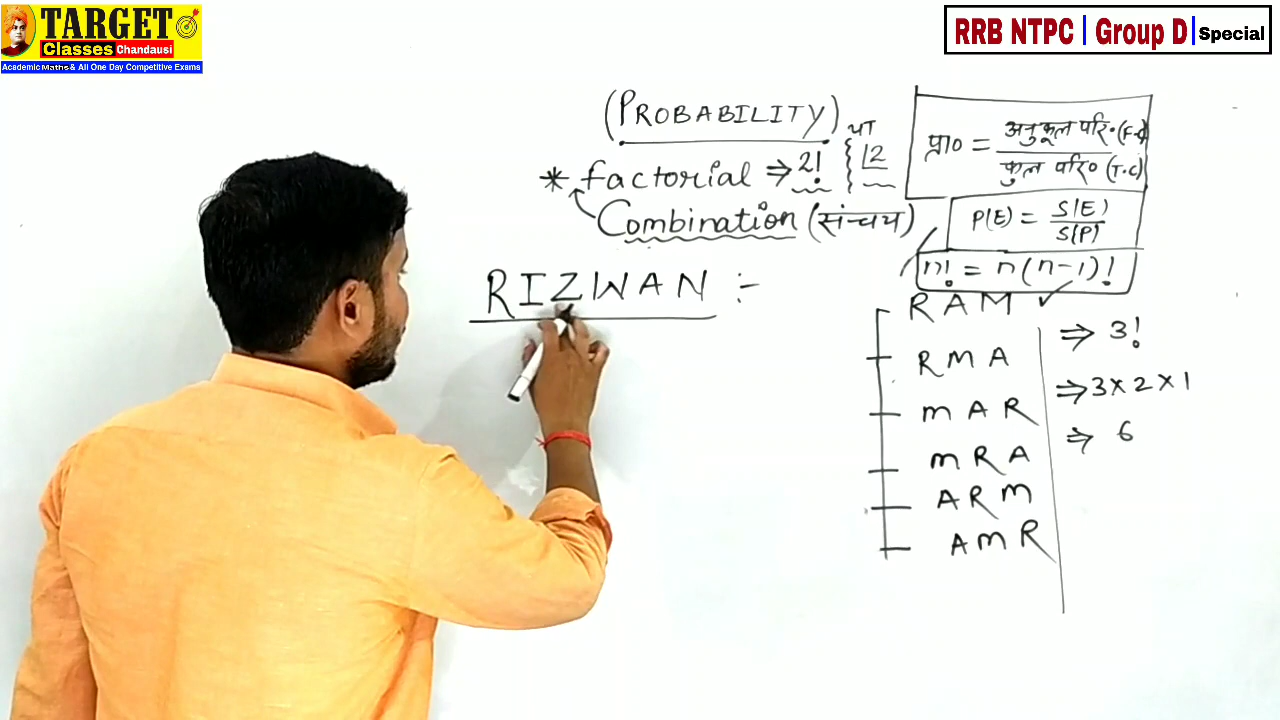 TARGET
Classes Chandausi
Academic Maths & All One Day Competitive Exams
RRB NTPC | Group D | Special
(PROBABILITY)
* factorial ⇒ 2! या 12
Combination (संन्चय)
प्रा० = अनुकूल परि० (F.C) / कुल परि० (T.C)
P(E) = S(E) / S(P)
n! = n(n-1)!
RIZWAN :-
RAM ✓
RMA
MAR
MRA
ARM
AMR
⇒ 3!
⇒ 3×2×1
⇒ 6